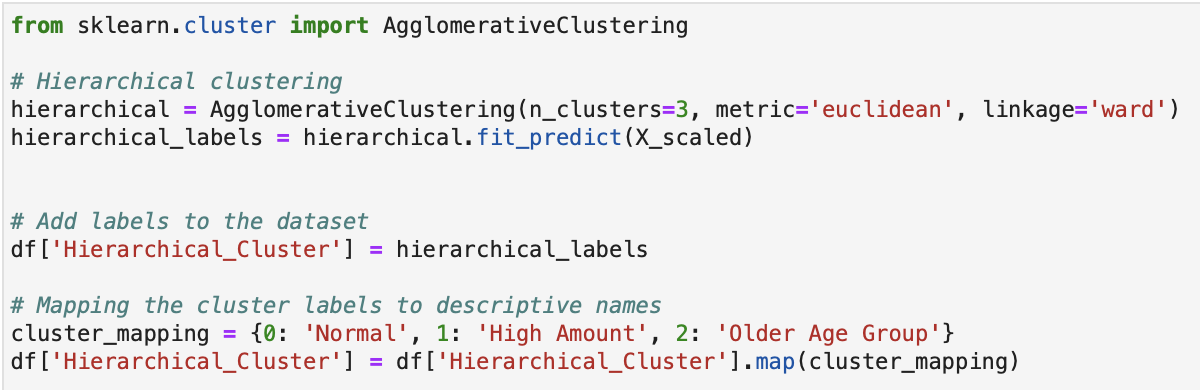 from sklearn.cluster import AgglomerativeClustering
# Hierarchical clustering
hierarchical = AgglomerativeClustering(n_clusters=3, metric='euclidean', linkage='ward')
hierarchical_labels = hierarchical.fit_predict(X_scaled)
# Add labels to the dataset
df['Hierarchical_Cluster'] = hierarchical_labels
# Mapping the cluster labels to descriptive names
cluster_mapping = {0: 'Normal', 1: 'High Amount', 2: 'Older Age Group'}
df['Hierarchical_Cluster'] = df['Hierarchical_Cluster'].map(cluster_mapping)